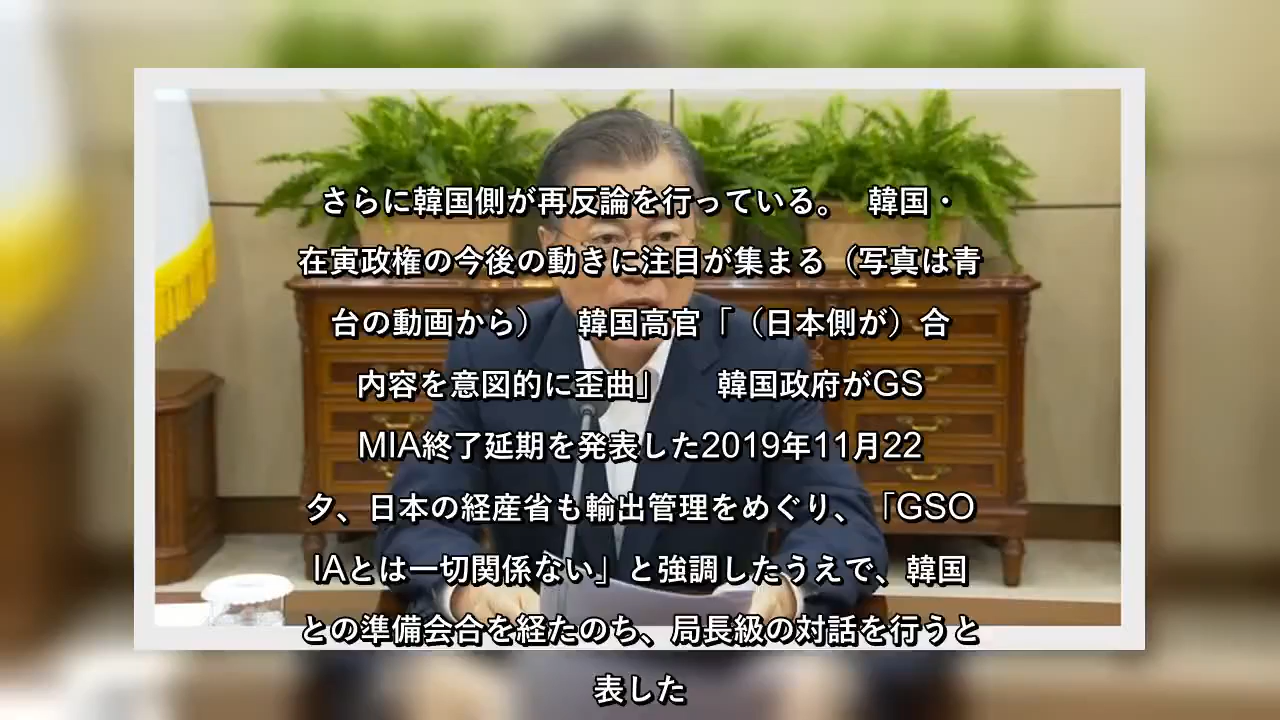 さらに韓国側が再反論を行っている。　韓国・
在寅政権の今後の動きに注目が集まる（写真は青
台の動画から）　韓国高官「（日本側が）合
内容を意図的に歪曲」　　韓国政府がGS
MIA終了延期を発表した2019年11月22
夕、日本の経産省も輸出管理をめぐり、「GSO
IAとは一切関係ない」と強調したうえで、韓国
との準備会合を経たのち、局長級の対話を行うと
表した